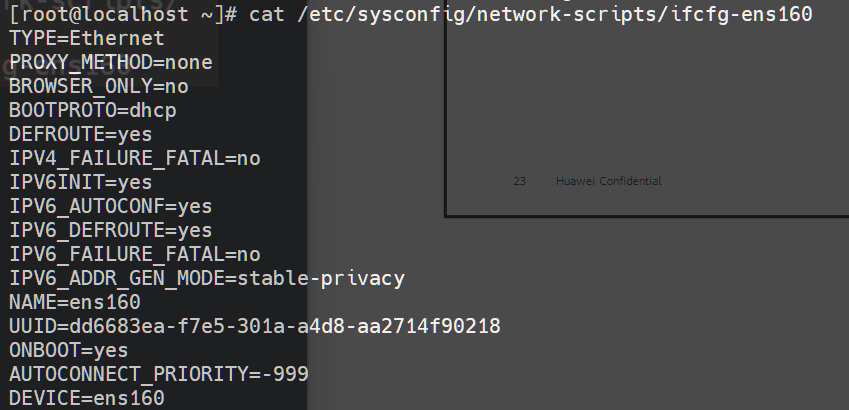 [root@localhost ~]# cat /etc/sysconfig/network-scripts/ifcfg-ens160
TYPE=Ethernet
PROXY_METHOD=none
BROWSER_ONLY=no
BOOTPROTO=dhcp
DEFROUTE=yes
IPV4_FAILURE_FATAL=no
IPV6INIT=yes
IPV6_AUTOCONF=yes
IPV6_DEFROUTE=yes
IPV6_FAILURE_FATAL=no
IPV6_ADDR_GEN_MODE=stable-privacy
NAME=ens160
UUID=dd6683ea-f7e5-301a-a4d8-aa2714f90218
ONBOOT=yes
AUTOCONNECT_PRIORITY=-999
DEVICE=ens160
23 Huawei Confidential